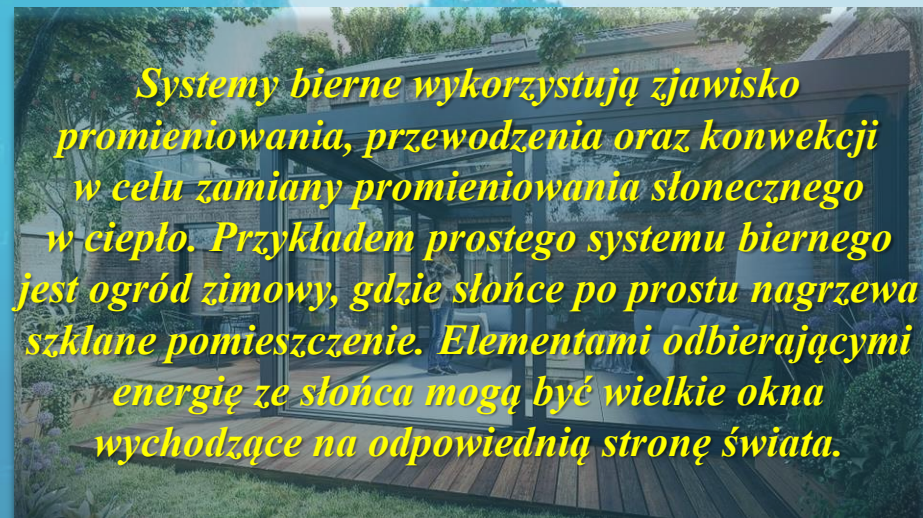 Systemy bierne wykorzystują zjawisko
promieniowania, przewodzenia oraz konwekcji
w celu zamiany promieniowania słonecznego
w ciepło. Przykładem prostego systemu biernego
jest ogród zimowy, gdzie słońce po prostu nagrzewa
szklane pomieszczenie. Elementami odbierającymi
energię ze słońca mogą być wielkie okna
wychodzące na odpowiednią stronę świata.